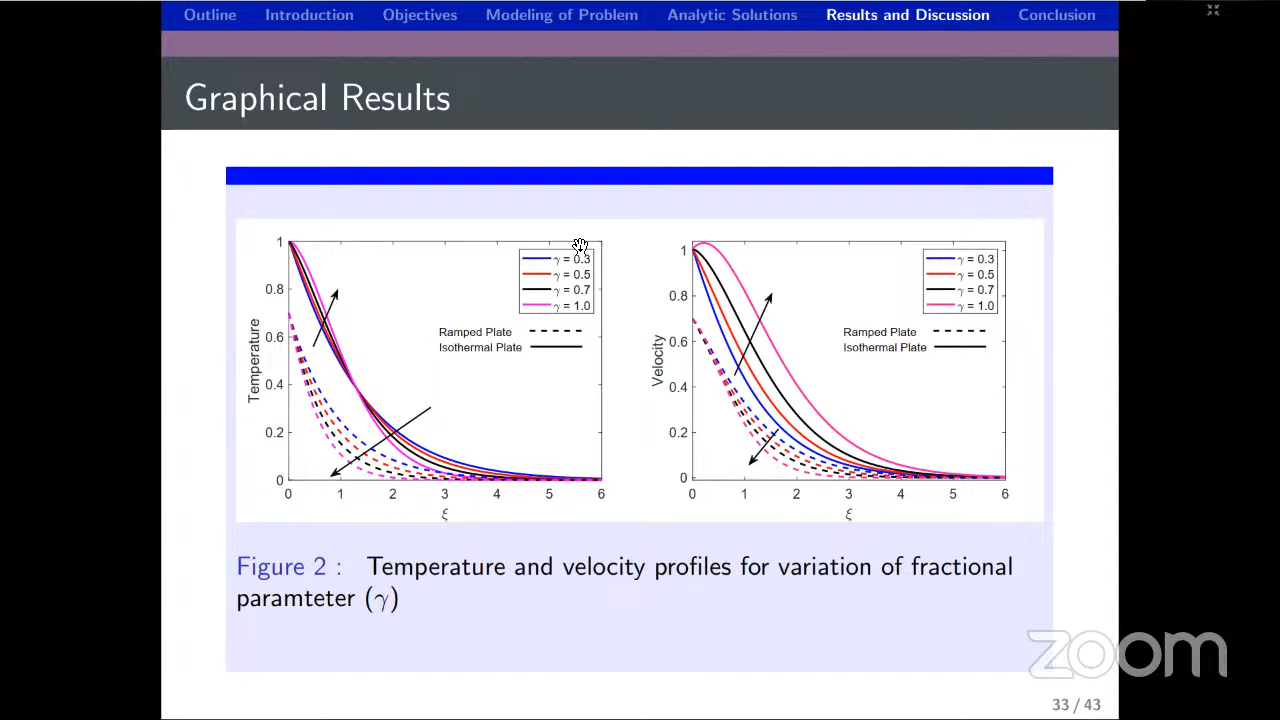 Outline Introduction Objectives Modeling of Problem Analytic Solutions Results and Discussion Conclusion
Graphical Results
1
0.8
0.6
0.4
0.2
0
Temperature
γ = 0.3
γ = 0.5
γ = 0.7
γ = 1.0
Ramped Plate
Isothermal Plate
0 1 2 3 4 5 6
ξ
1
0.8
0.6
0.4
0.2
0
Velocity
γ = 0.3
γ = 0.5
γ = 0.7
γ = 1.0
Ramped Plate
Isothermal Plate
0 1 2 3 4 5 6
ξ
Figure 2 : Temperature and velocity profiles for variation of fractional
paramteter (γ)
zoom
33 / 43